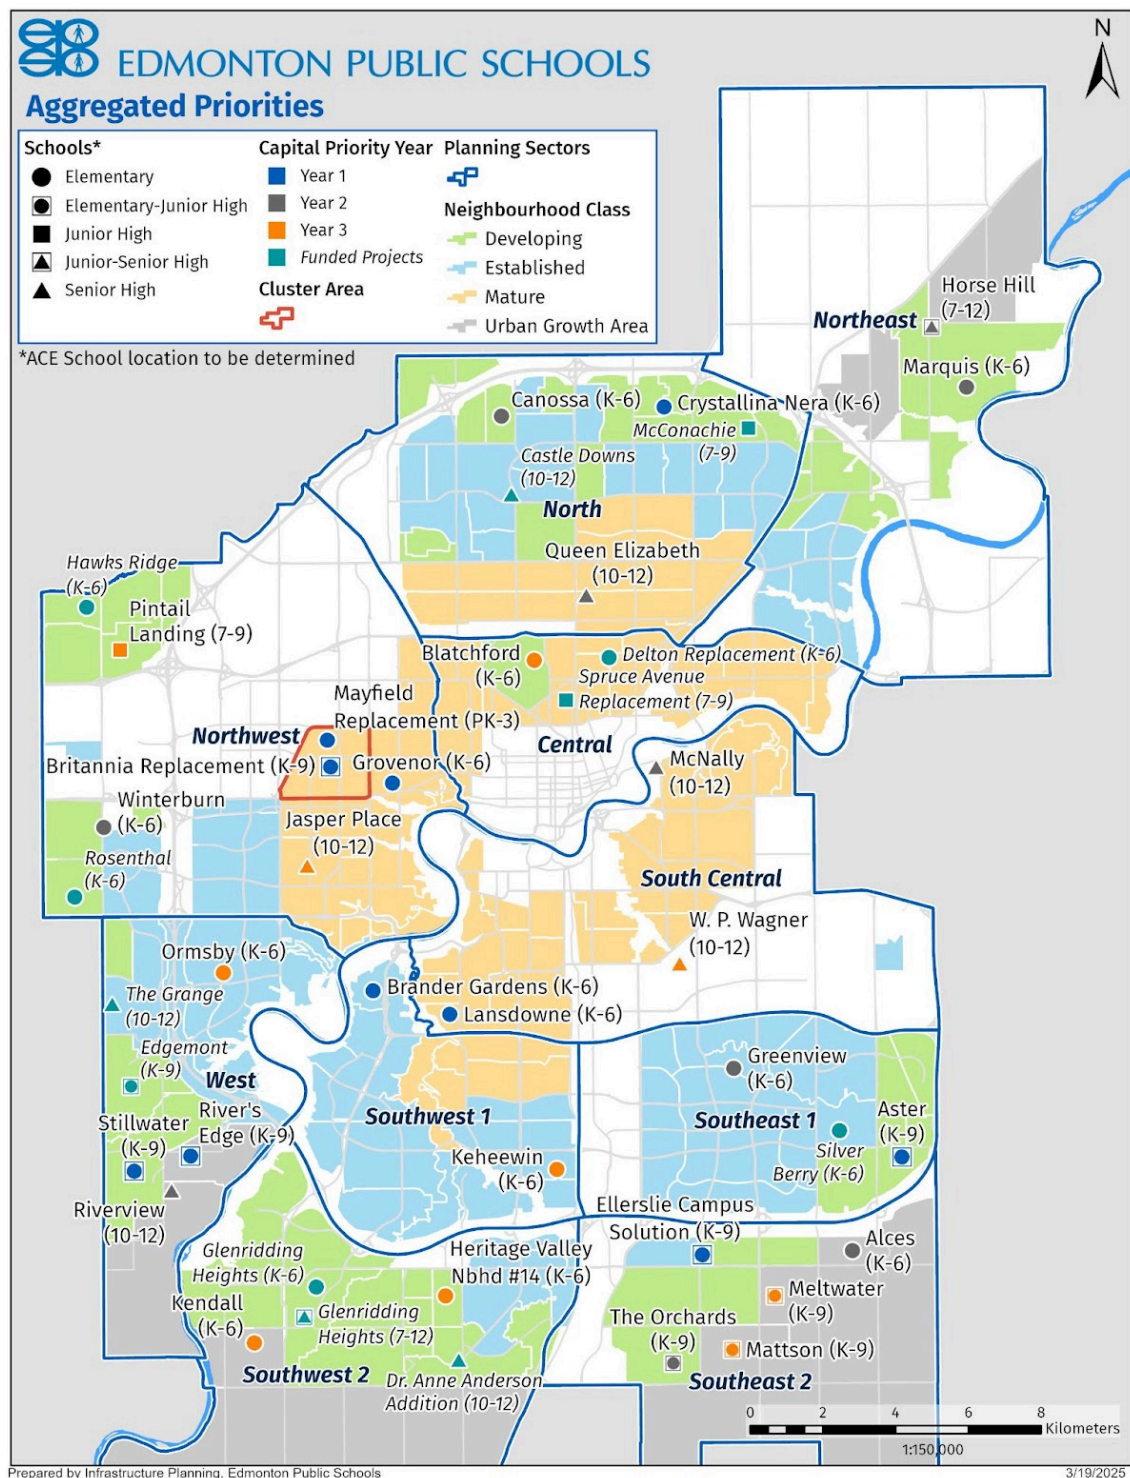 EDMONTON PUBLIC SCHOOLS
Aggregated Priorities
Schools*
Elementary
Elementary-Junior High
Junior High
Junior-Senior High
Senior High
Capital Priority Year
Year 1
Year 2
Year 3
Funded Projects
Cluster Area
Planning Sectors
Neighbourhood Class
Developing
Established
Mature
Urban Growth Area
*ACE School location to be determined
N
Horse Hill
(7-12)
Northeast
Marquis (K-6)
Canossa (K-6)
Crystallina Nera (K-6)
McConachie
(7-9)
Castle Downs
(10-12)
North
Queen Elizabeth
(10-12)
Hawks Ridge
(K-6)
Pintail
Landing (7-9)
Blatchford
(K-6)
Delton Replacement (K-6)
Spruce Avenue
Replacement (7-9)
Mayfield
Replacement (PK-3)
Northwest
Central
Britannia Replacement (K-9)
Grovenor (K-6)
McNally
(10-12)
Winterburn
(K-6)
Jasper Place
(10-12)
Rosenthal
(K-6)
South Central
W. P. Wagner
(10-12)
Ormsby (K-6)
The Grange
(10-12)
Brander Gardens (K-6)
Lansdowne (K-6)
Edgemont
(K-9)
West
Greenview
(K-6)
Stillwater
(K-9)
River's
Edge (K-9)
Southwest 1
Southeast 1
Aster
(K-9)
Silver
Berry (K-6)
Keheewin
(K-6)
Riverview
(10-12)
Ellerslie Campus
Solution (K-9)
Alces
(K-6)
Glenridding
Heights (K-6)
Heritage Valley
Nbhd #14 (K-6)
Meltwater
(K-9)
Kendall
(K-6)
Glenridding
Heights (7-12)
The Orchards
(K-9)
Mattson (K-9)
Southwest 2
Dr. Anne Anderson
Addition (10-12)
Southeast 2
0 2 4 6 8
Kilometers
1:150,000
Prepared by Infrastructure Planning, Edmonton Public Schools
3/19/2025